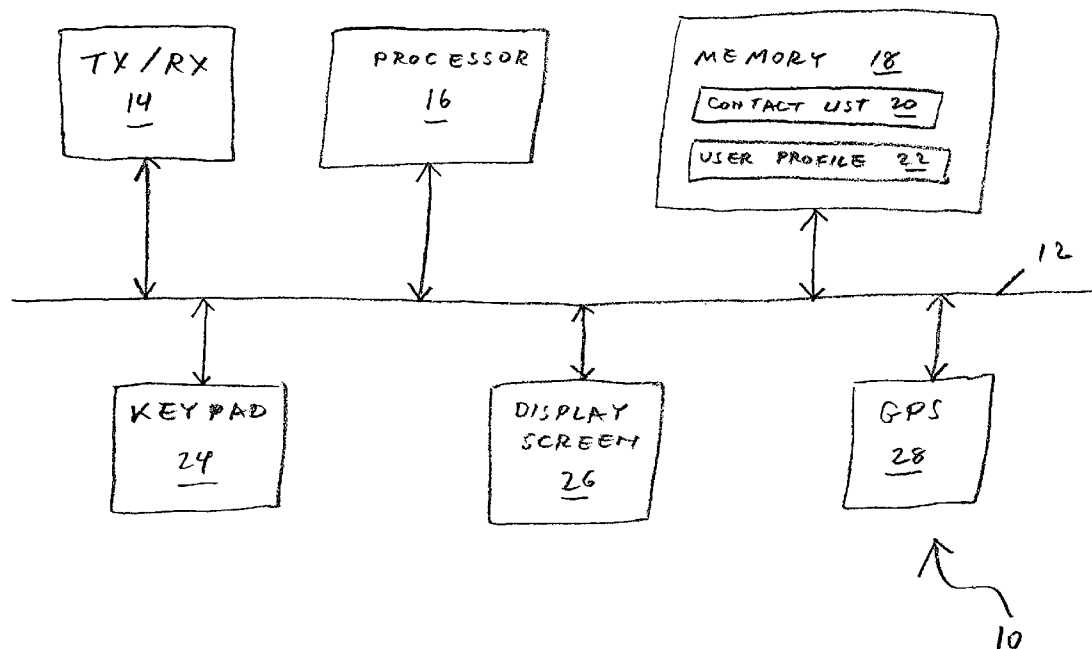 TX/RX
14
PROCESSOR
16
MEMORY 18
CONTACT LIST 20
USER PROFILE 22
12
KEYPAD
24
DISPLAY
SCREEN
26
GPS
28
10